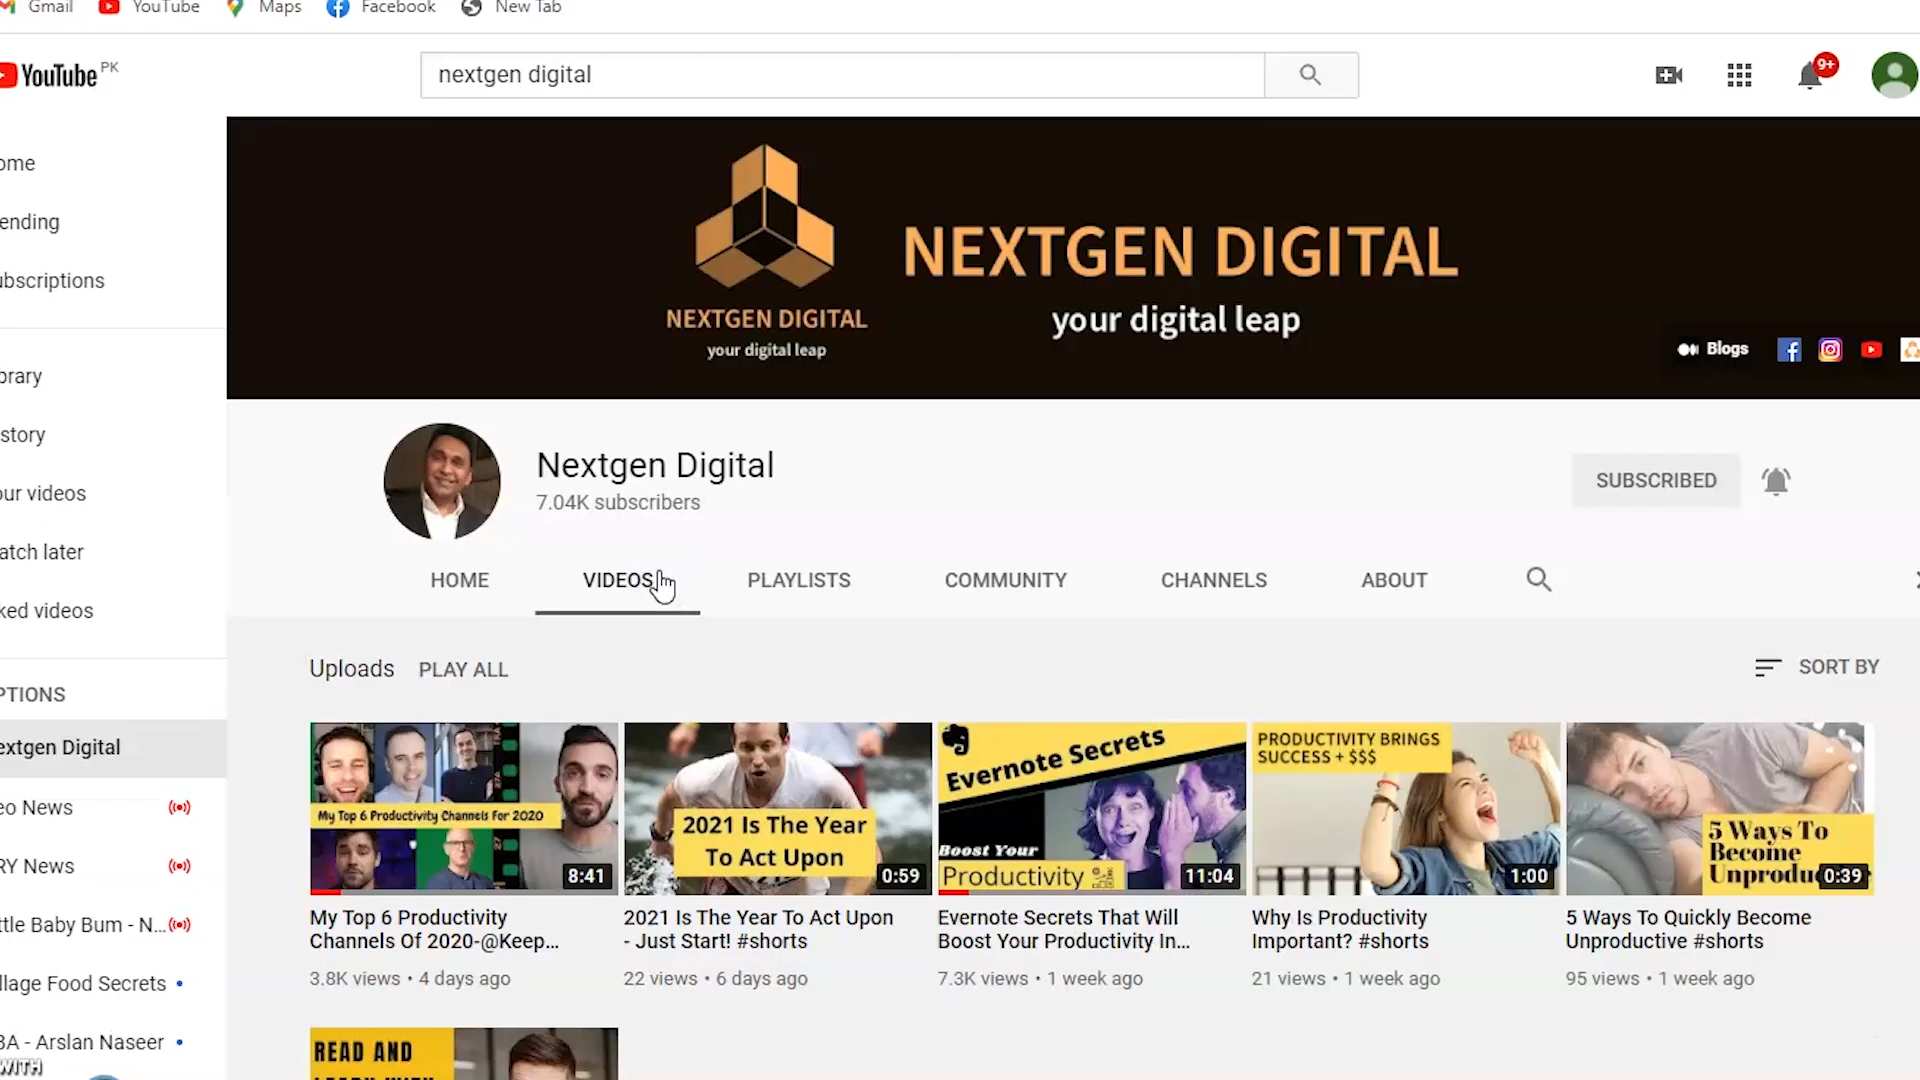 Gmail YouTube Maps Facebook New Tab
YouTube PK
nextgen digital
9+
ome
ending
ubscriptions
brary
story
our videos
atch later
ked videos
PTIONS
extgen Digital
eo News
RY News
ttle Baby Bum - N...
llage Food Secrets
BA - Arslan Naseer
WITH
NEXTGEN DIGITAL
your digital leap
NEXTGEN DIGITAL
your digital leap
Blogs
Nextgen Digital
7.04K subscribers
SUBSCRIBED
HOME VIDEOS PLAYLISTS COMMUNITY CHANNELS ABOUT
Uploads PLAY ALL
SORT BY
My Top 6 Productivity Channels For 2020
8:41
My Top 6 Productivity
Channels Of 2020-@Keep...
3.8K views • 4 days ago
2021 Is The Year
To Act Upon
0:59
2021 Is The Year To Act Upon
- Just Start! #shorts
22 views • 6 days ago
Evernote Secrets
Boost Your
Productivity
11:04
Evernote Secrets That Will
Boost Your Productivity In...
7.3K views • 1 week ago
PRODUCTIVITY BRINGS
SUCCESS + $$$
1:00
Why Is Productivity
Important? #shorts
21 views • 1 week ago
5 Ways To
Become
Unprodu
0:39
5 Ways To Quickly Become
Unproductive #shorts
95 views • 1 week ago
READ AND